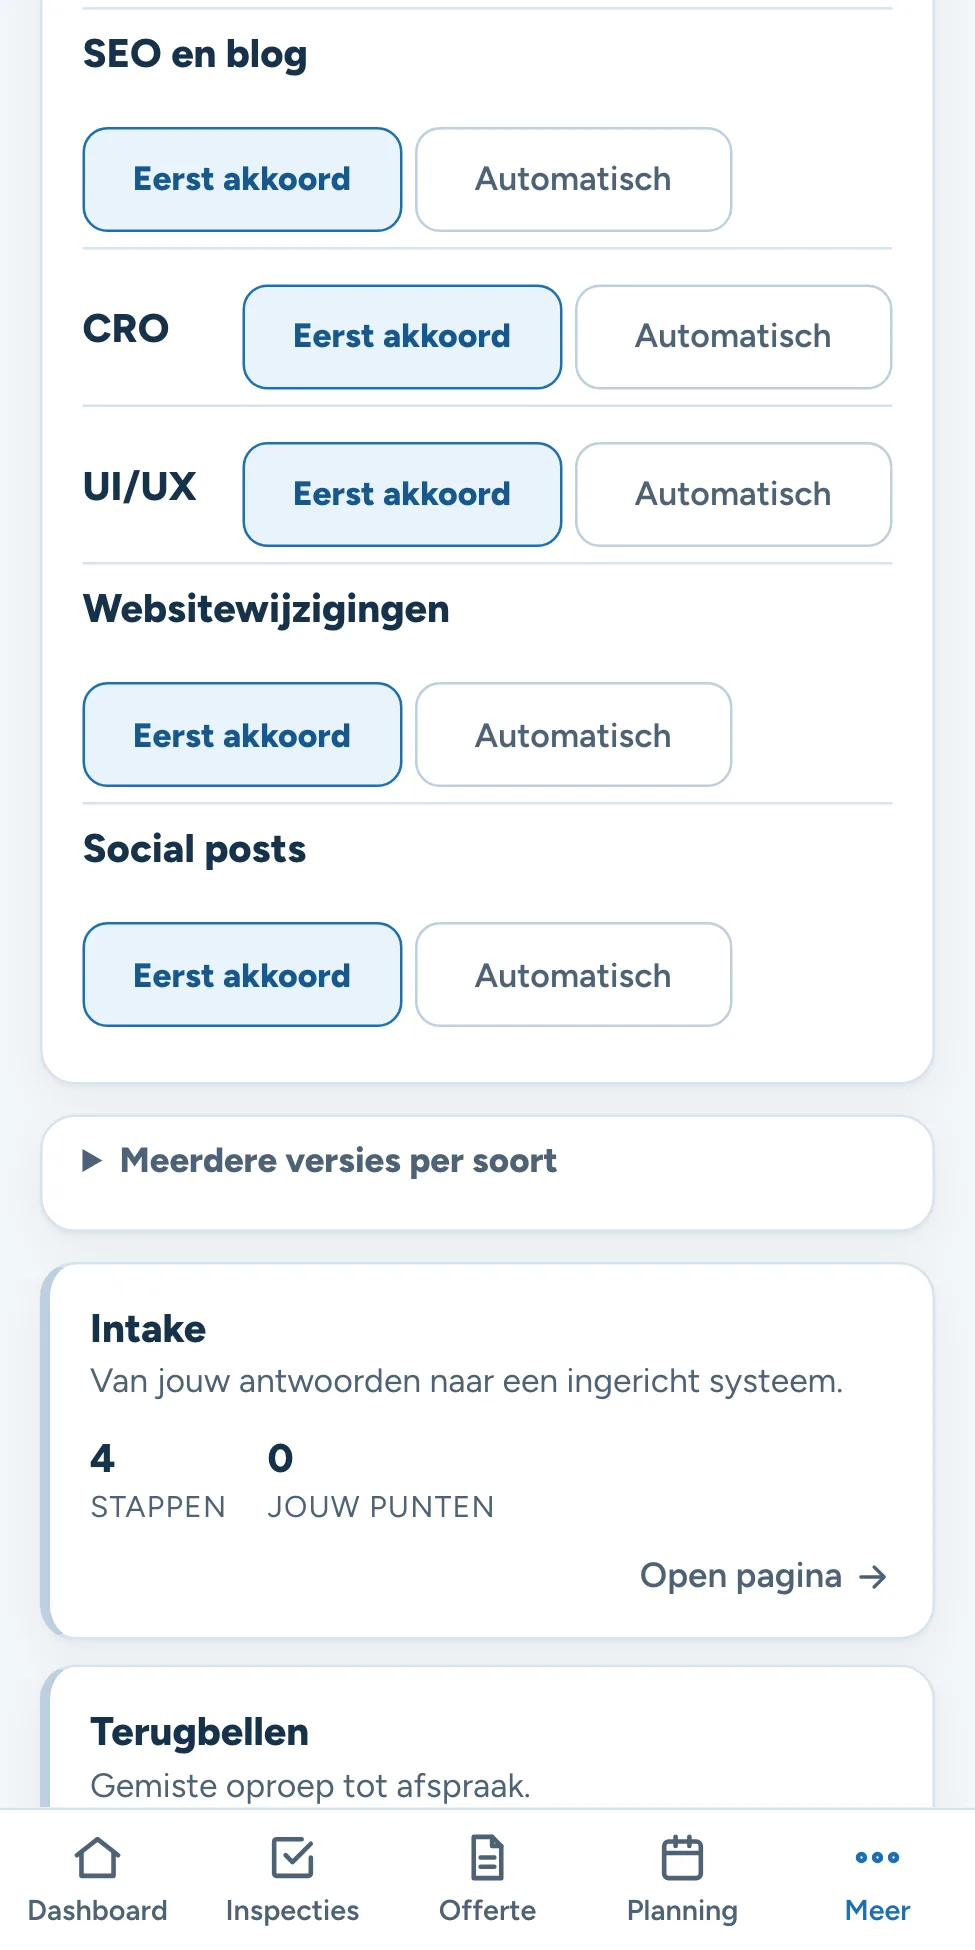 SEO en blog
Eerst akkoord Automatisch
CRO Eerst akkoord Automatisch
UI/UX Eerst akkoord Automatisch
Websitewijzigingen
Eerst akkoord Automatisch
Social posts
Eerst akkoord Automatisch
Meerdere versies per soort
Intake
Van jouw antwoorden naar een ingericht systeem.
4 0
STAPPEN JOUW PUNTEN
Open pagina →
Terugbellen
Gemiste oproep tot afspraak.
Dashboard Inspecties Offerte Planning Meer